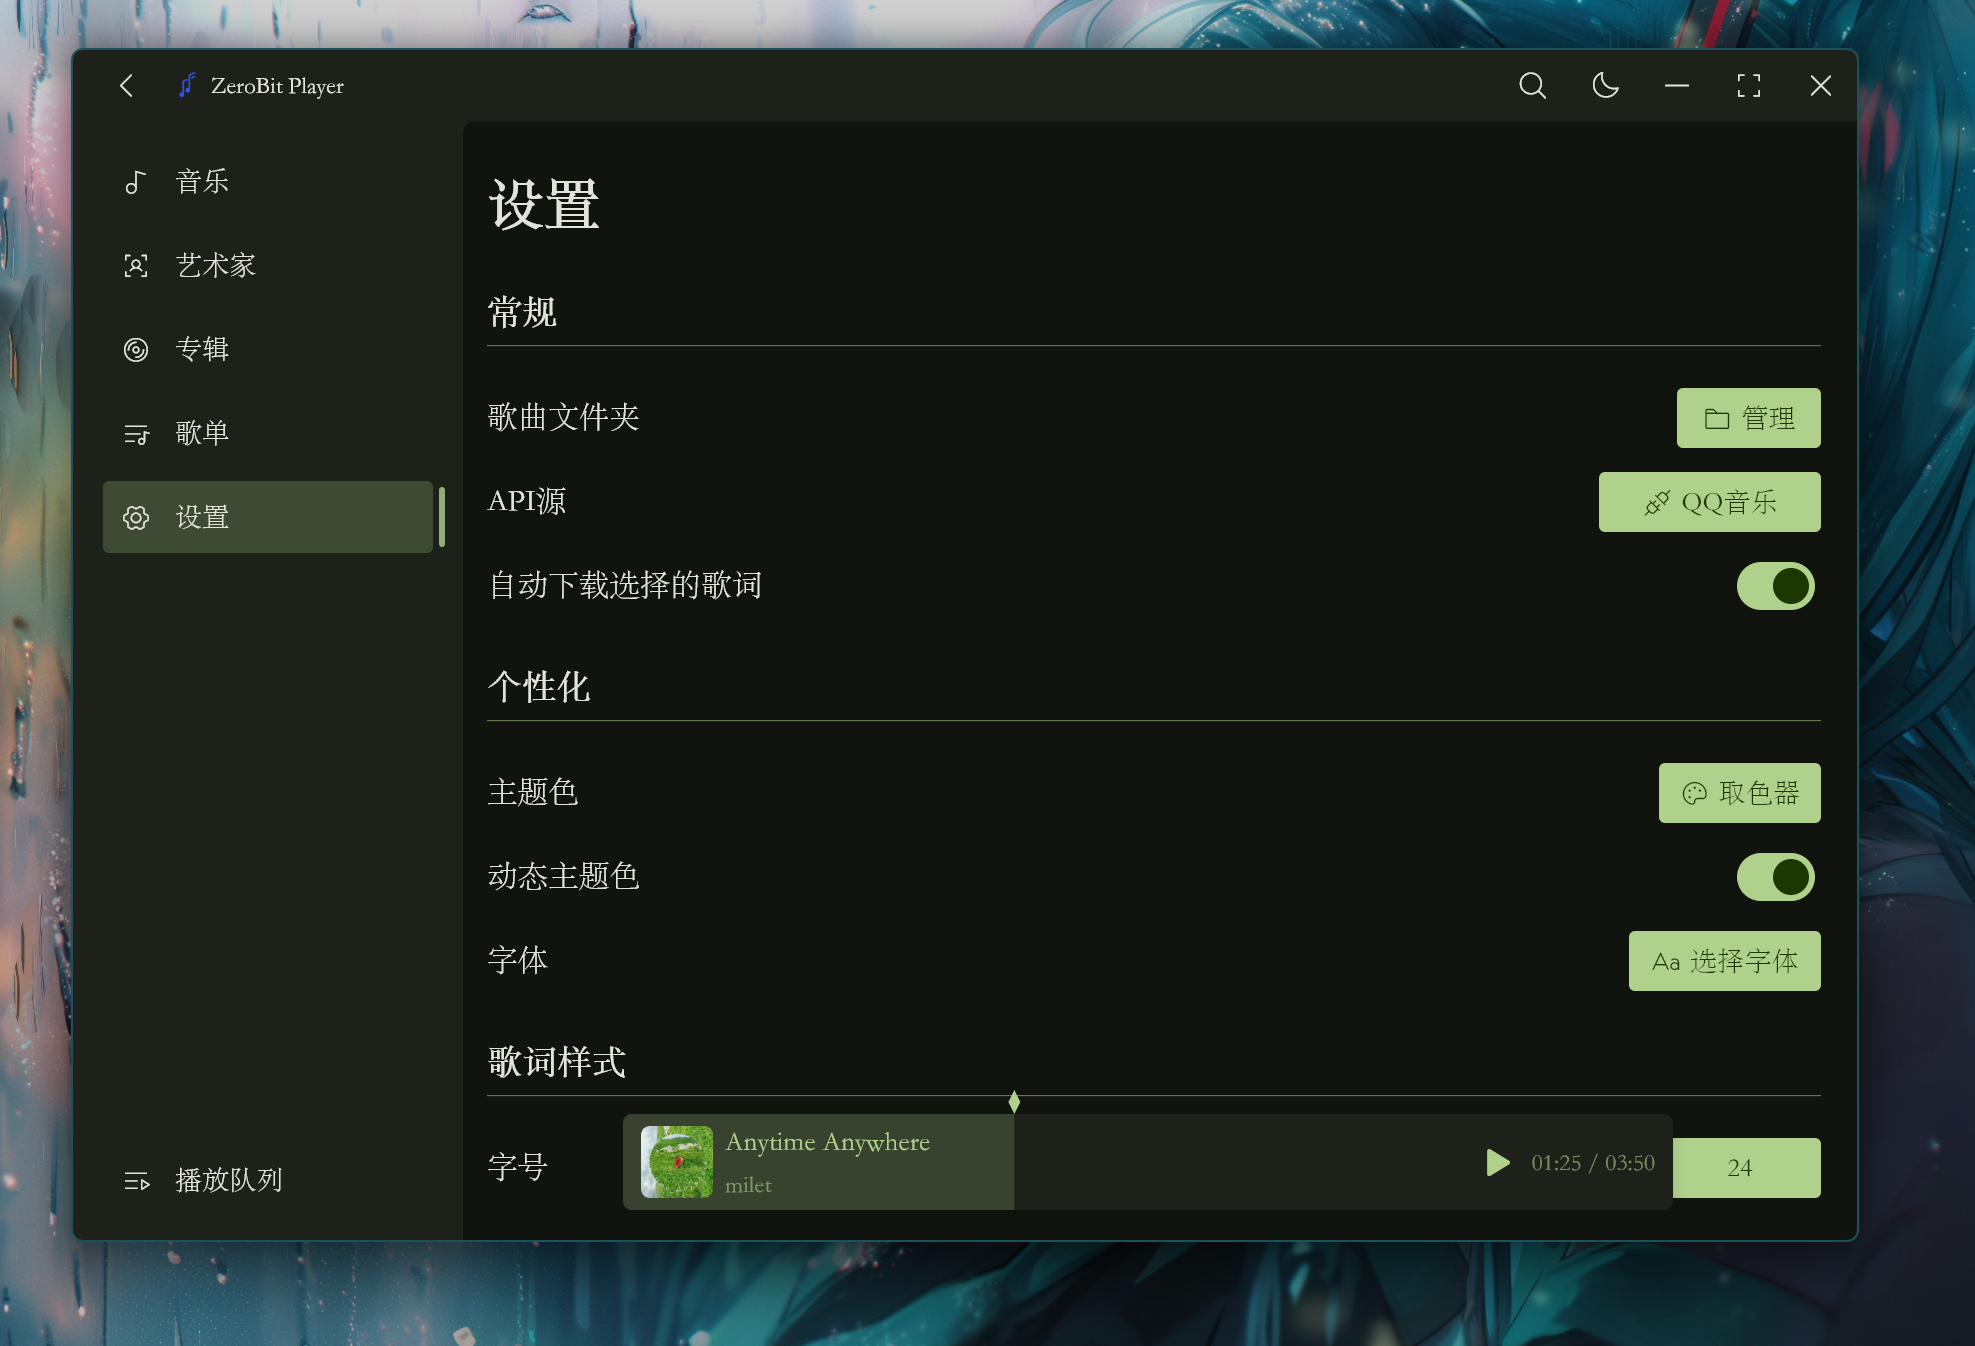 ZeroBit Player
音乐
艺术家
专辑
歌单
设置
播放队列
设置
常规
歌曲文件夹
管理
API源
QQ音乐
自动下载选择的歌词
个性化
主题色
取色器
动态主题色
字体
Aa 选择字体
歌词样式
字号
Anytime Anywhere
milet
01:25 / 03:50
24